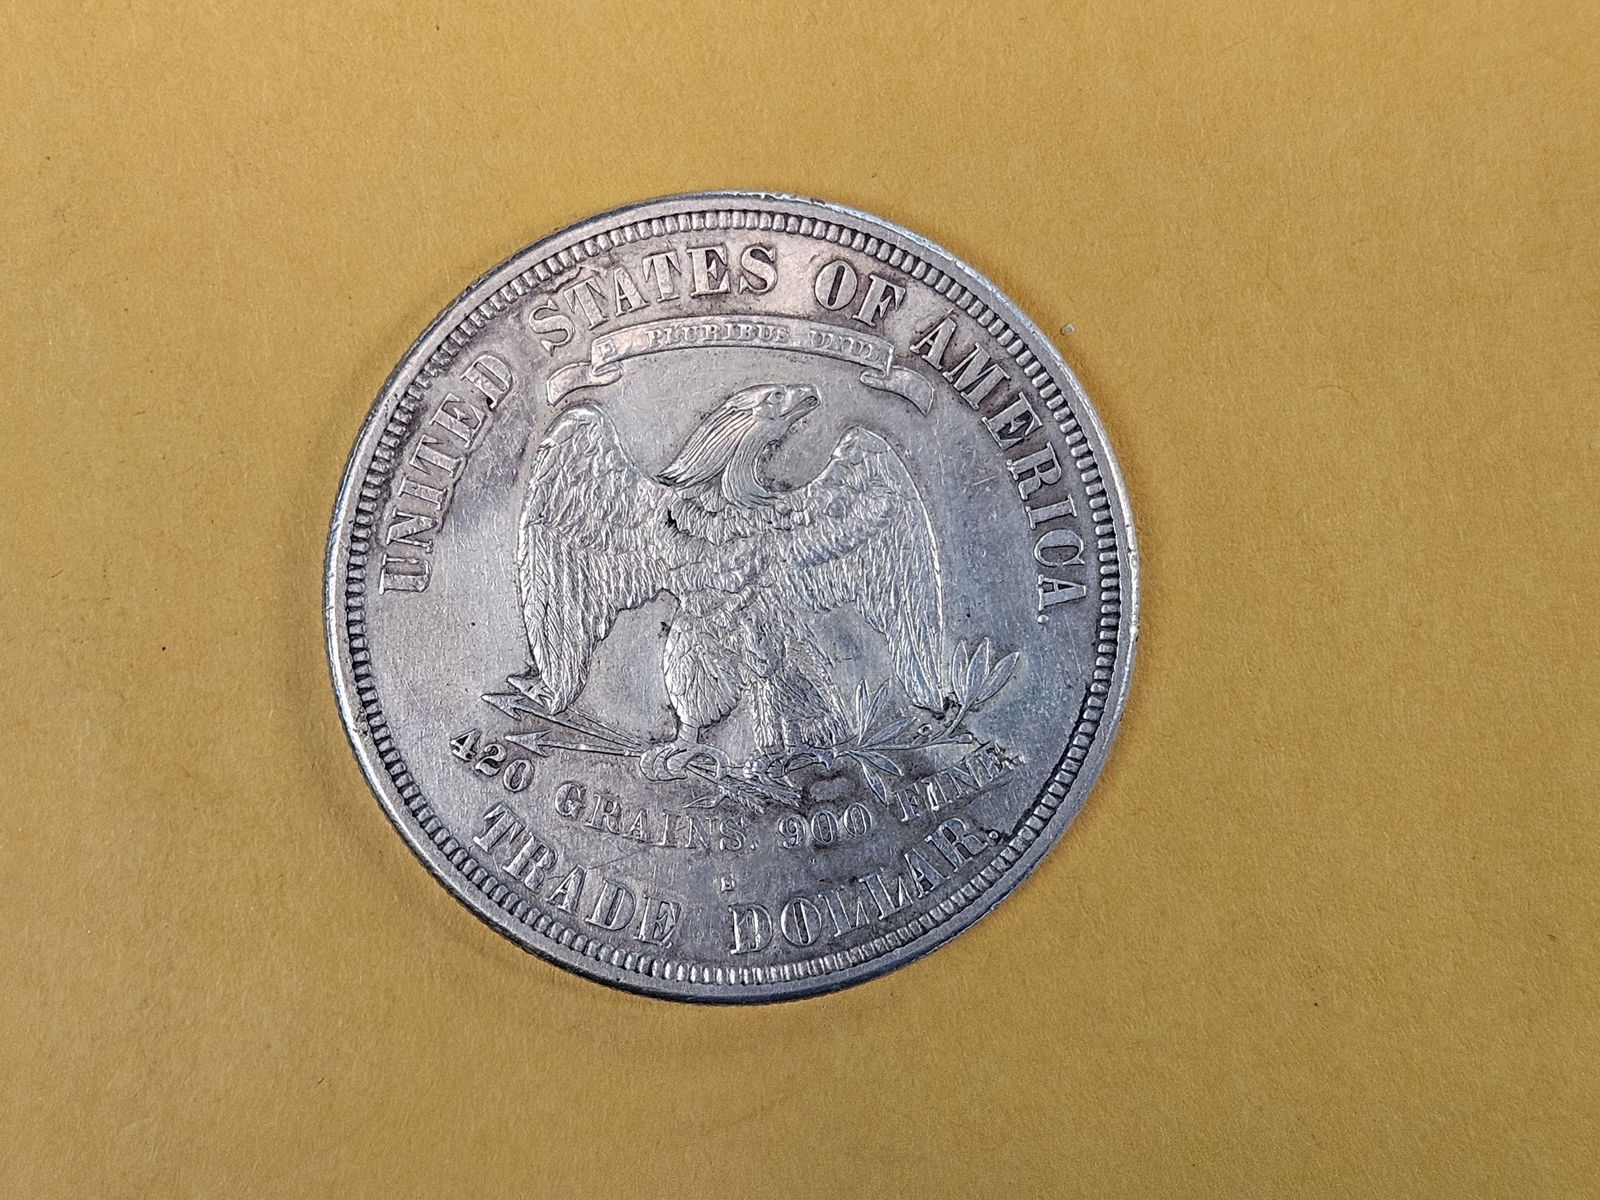 UNITED STATES OF AMERICA.
E PLURIBUS UNUM
420 GRAINS. 900 FINE.
TRADE DOLLAR.